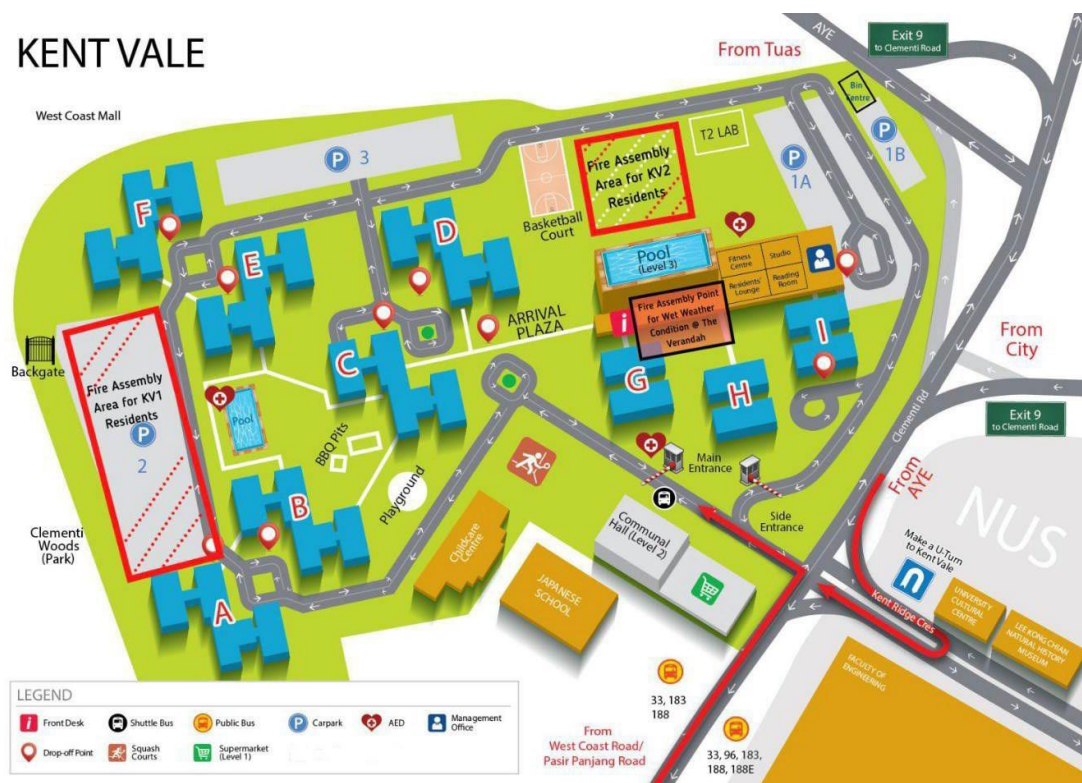 KENT VALE
From Tuas
AYE
Exit 9
to Clementi Road
West Coast Mall
P 3
T2 LAB
Bin
Centre
P
1B
P
1A
Fire Assembly
Area for KV2
Residents
Basketball
Court
F
D
E
Pool
(Level 3)
Fitness
Centre
Studio
Residents'
Lounge
Reading
Room
Fire Assembly Point
for Wet Weather
Condition @ The
Verandah
i
ARRIVAL
PLAZA
C
G
H
I
From
City
Clementi Rd
Exit 9
to Clementi Road
Backgate
Fire Assembly
Area for KV1
Residents
P
2
Pool
BBQ Pits
Playground
B
A
Clementi
Woods
(Park)
Main
Entrance
Side
Entrance
From
AYE
NUS
Make a U-Turn
to Kent Vale
Communal
Hall (Level 2)
Childcare
Centre
JAPANESE
SCHOOL
Kent Ridge Cres
UNIVERSITY
CULTURAL
CENTRE
LEE KONG CHIAN
NATURAL HISTORY
MUSEUM
FACULTY OF
ENGINEERING
33, 183
188
From
West Coast Road/
Pasir Panjang Road
33, 96, 183,
188, 188E
LEGEND
i Front Desk
Shuttle Bus
Public Bus
P Carpark
AED
Management
Office
Drop-off Point
Squash
Courts
Supermarket
(Level 1)